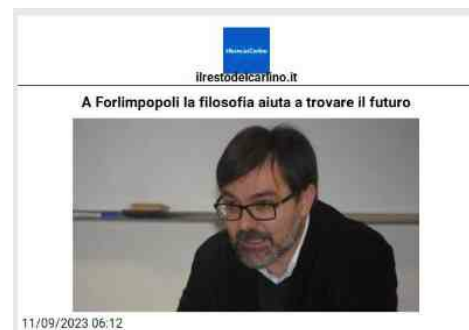 ilrestodelcarlino.it
A Forlimpopoli la filosofia aiuta a trovare il futuro
11/09/2023 06:12